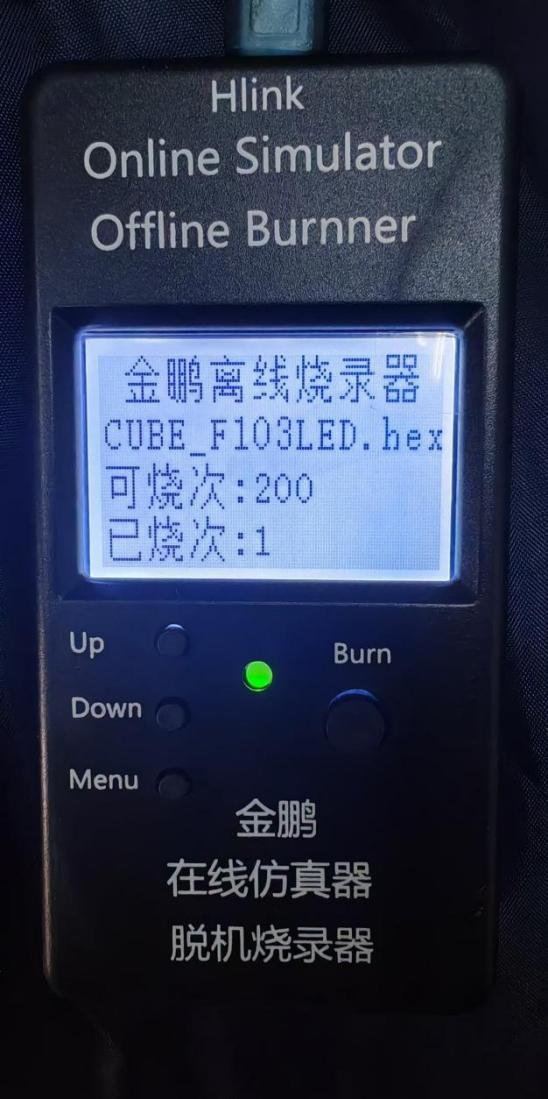 Hlink
Online Simulator
Offline Burnner
金鹏离线烧录器
CUBE_F103LED.hex
可烧次:200
已烧次:1
Up
Burn
Down
Menu
金鹏
在线仿真器
脱机烧录器